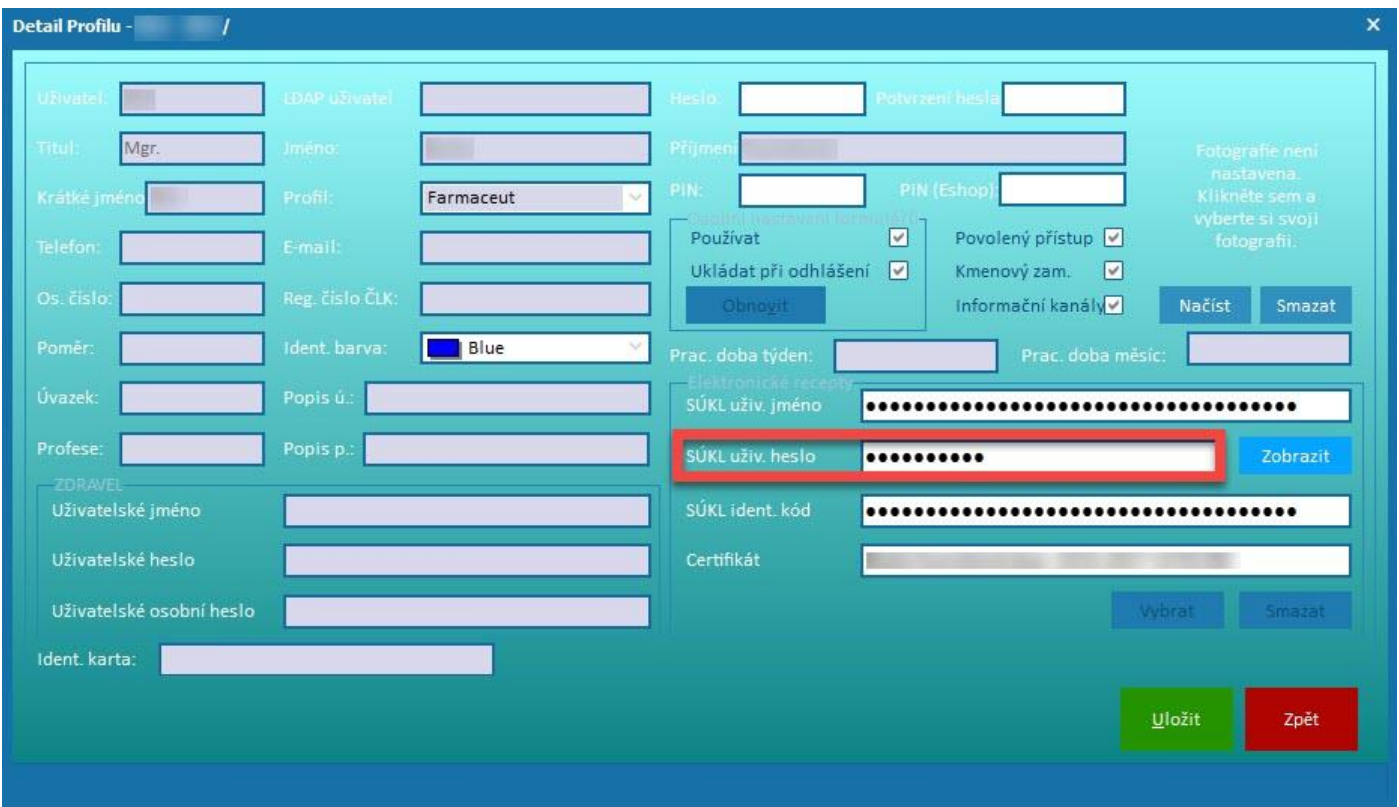 Detail Profilu - /
Uživatel: LDAP uživatel Heslo: Potvrzení hesla
Titul: Mgr. Jméno: Příjmení
Fotografie není
nastavena.
Klikněte sem a
vyberte si svoji
fotografii.
Krátké jméno Profil: Farmaceut PIN: PIN (Eshop):
Osobní nastavení formulářů
Telefon: E-mail: Používat Povolený přístup
Ukládat při odhlášení Kmenový zam.
Os. číslo: Reg. číslo ČLK: Obnovit Informační kanály Načíst Smazat
Poměr: Ident. barva: Blue Prac. doba týden: Prac. doba měsíc:
Elektronické recepty
Úvazek: Popis ú.: SÚKL uživ. jméno
Profese: Popis p.: SÚKL uživ. heslo Zobrazit
ZDRAVEL
Uživatelské jméno SÚKL ident. kód
Uživatelské heslo Certifikát
Uživatelské osobní heslo Vybrat Smazat
Ident. karta:
Uložit Zpět